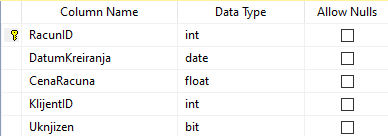 Column Name Data Type Allow Nulls
RacunID int
DatumKreiranja date
CenaRacuna float
KlijentID int
Uknjizen bit